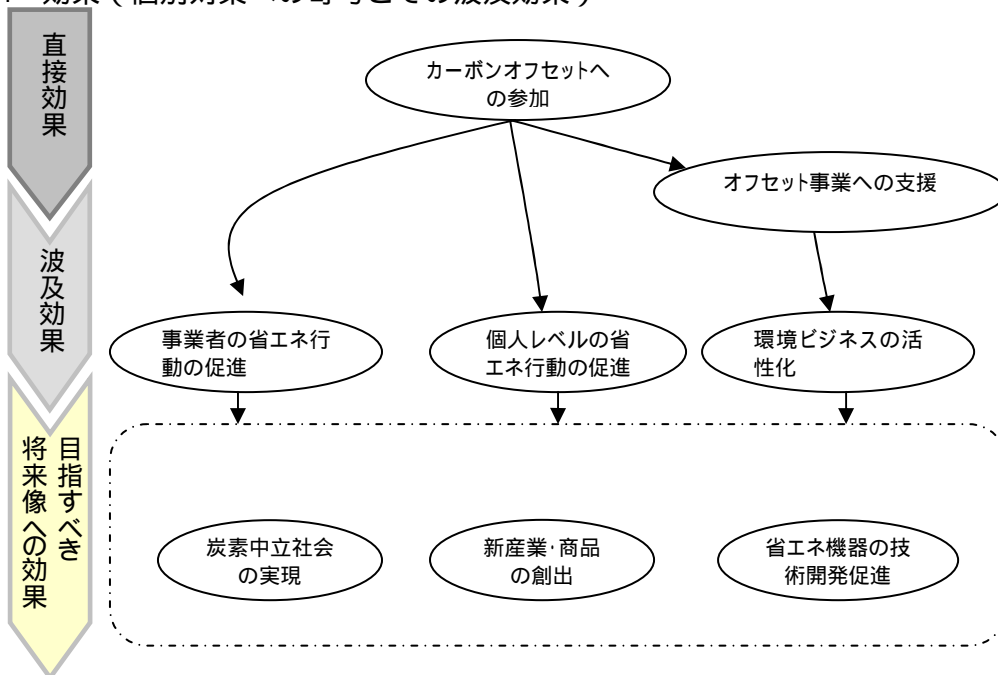 効果（個別対策への寄与とその波及効果）
直接効果
カーボンオフセットへ
の参加
オフセット事業への支援
波及効果
事業者の省エネ行
動の促進
個人レベルの省
エネ行動の促進
環境ビジネスの活
性化
目指すべき
将来像への効果
炭素中立社会
の実現
新産業・商品
の創出
省エネ機器の技
術開発促進